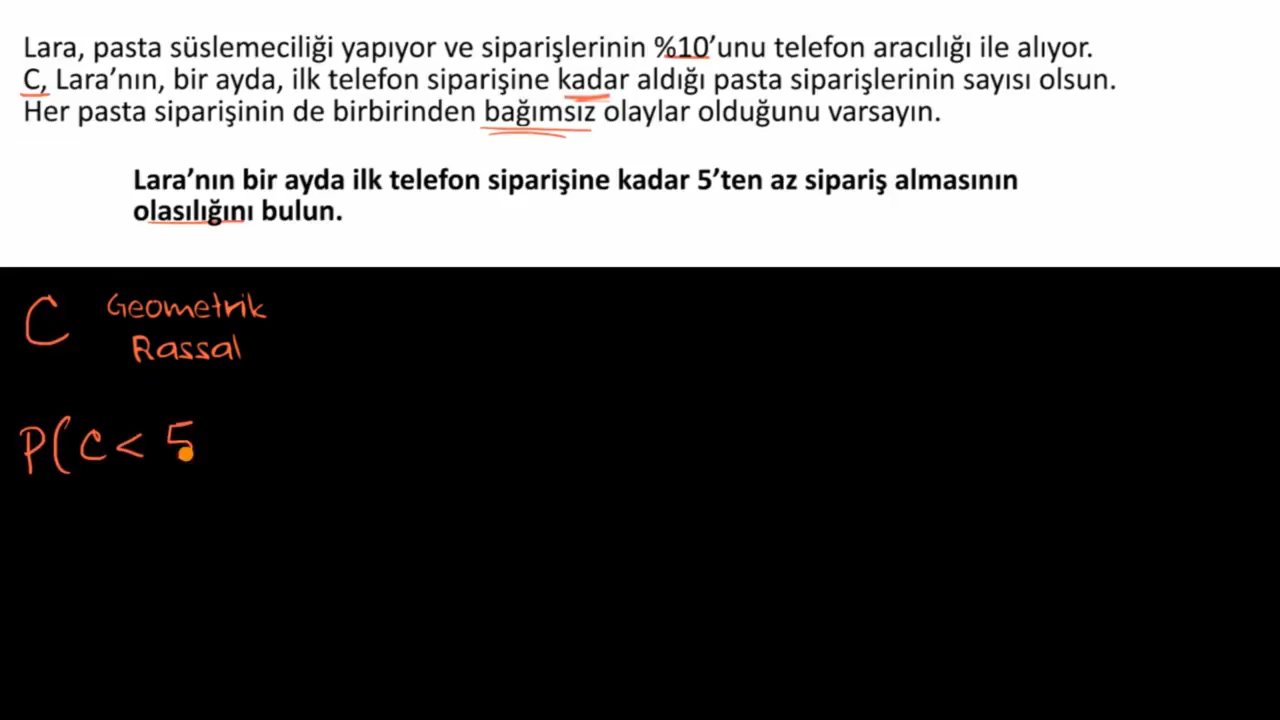 Lara, pasta süslemeciliği yapıyor ve siparişlerinin %10'unu telefon aracılığı ile alıyor.
C, Lara'nın, bir ayda, ilk telefon siparişine kadar aldığı pasta siparişlerinin sayısı olsun.
Her pasta siparişinin de birbirinden bağımsız olaylar olduğunu varsayın.
Lara'nın bir ayda ilk telefon siparişine kadar 5'ten az sipariş almasının
olasılığını bulun.
C Geometrik
Rassal
P(C < 5